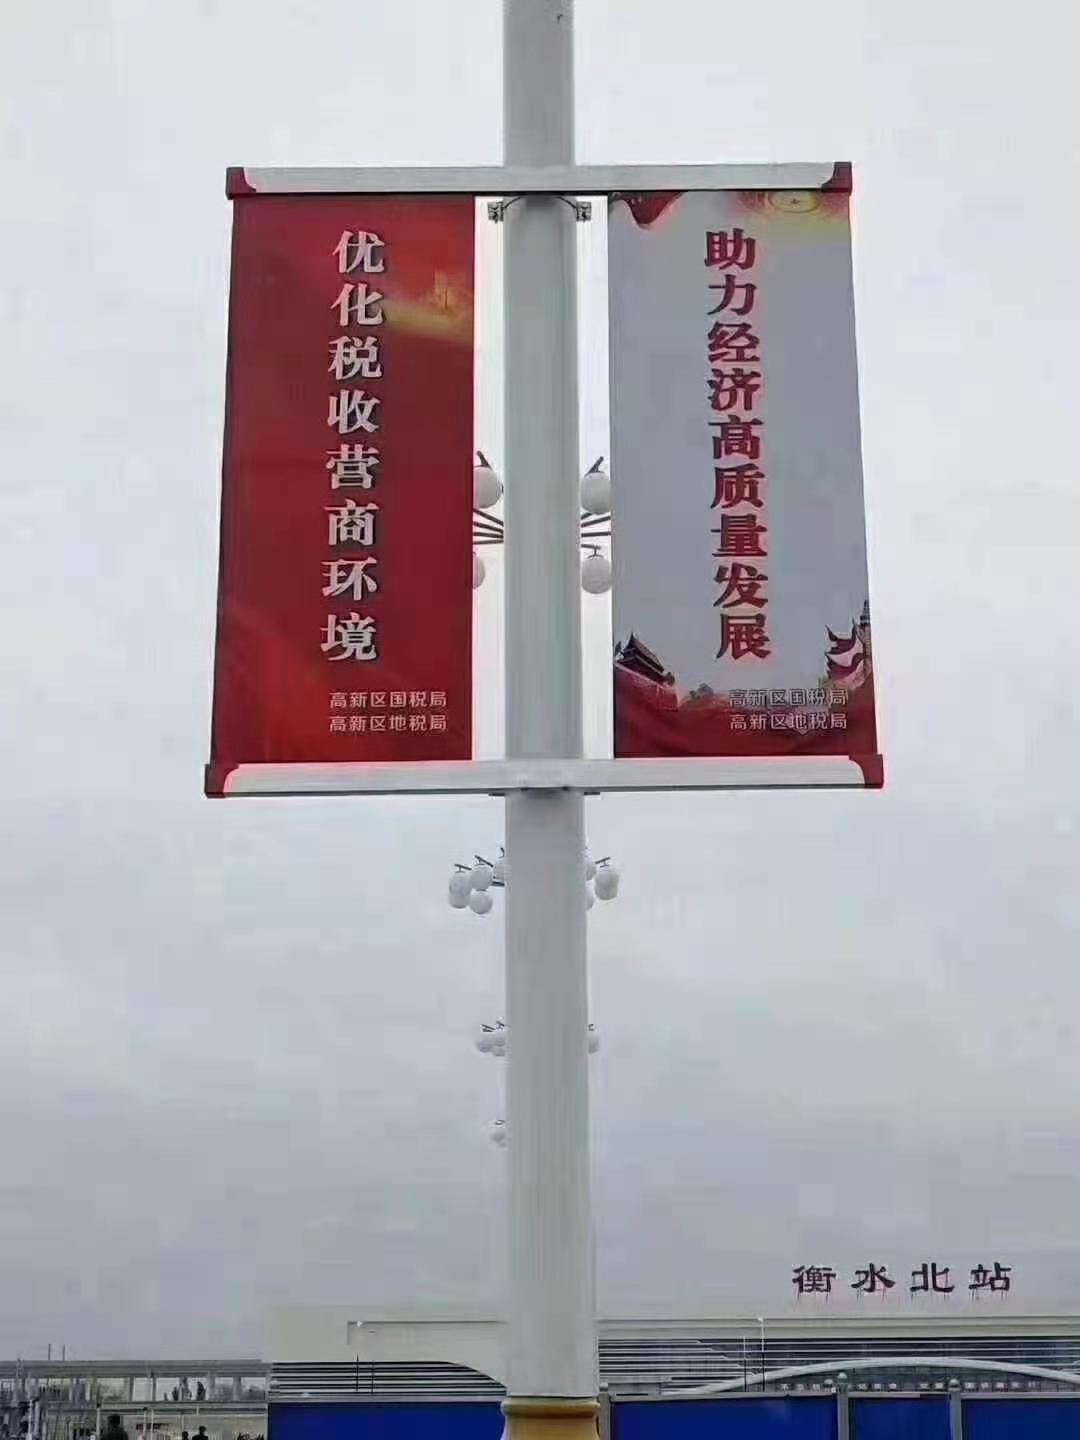 优化税收营商环境
高新区国税局
高新区地税局
助力经济高质量发展
高新区国税局
高新区地税局
衡水北站